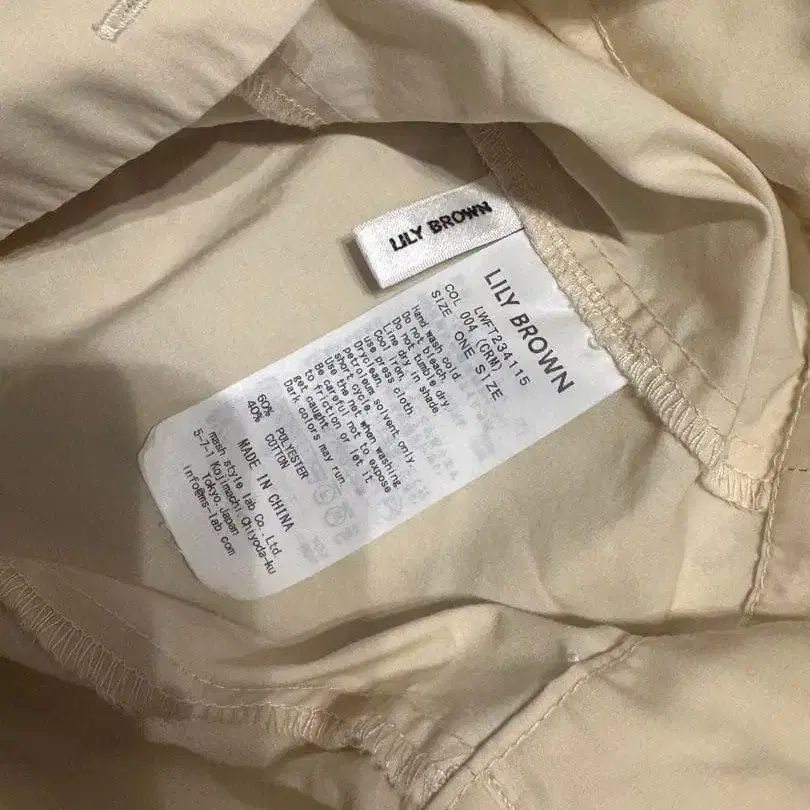 LILY BROWN
LILY BROWN
LWFT234115
COL 004 (CRM)
SIZE ONE SIZE
Hand wash cold
Do not bleach.
Do not tumble dry
Line dry in shade.
Cool iron.
use press cloth.
Dryclean
petroleum solvent only,
short cycle.
Use the net when washing
Be careful not to expose
to friction or let it
get caught.
Dark colors may run.
60% POLYESTER
40% COTTON
MADE IN CHINA
mash style lab Co., Ltd.
5-7-1 Kojimachi, Chiyoda-ku
Tokyo, Japan
info@ms-lab.com